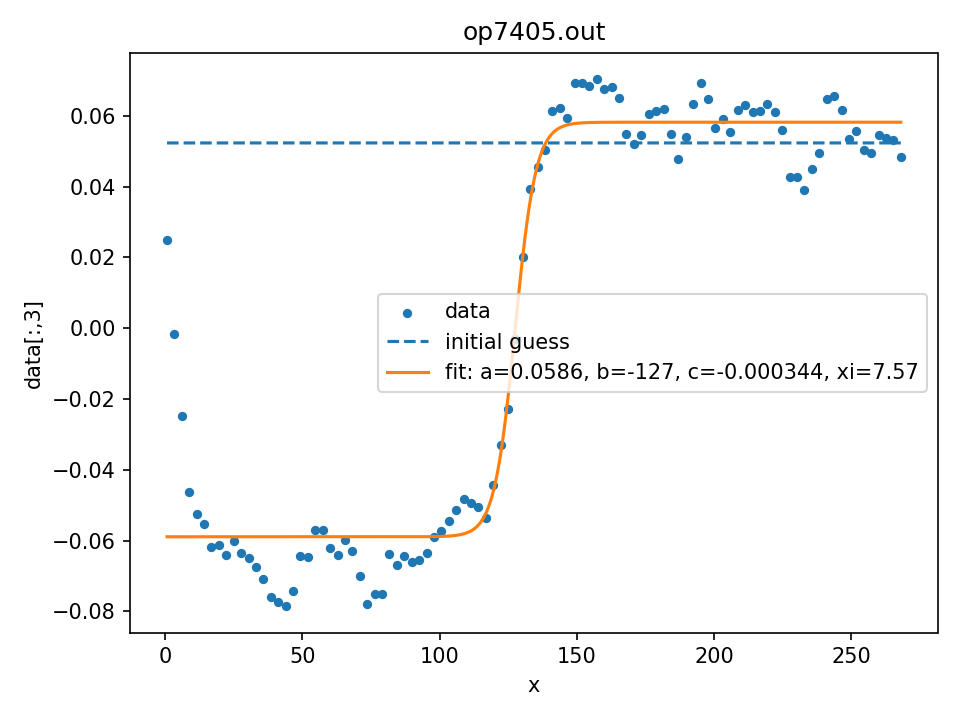 op7405.out
0.06
0.04
0.02
0.00
−0.02
−0.04
−0.06
−0.08
data[:,3]
data
initial guess
fit: a=0.0586, b=-127, c=-0.000344, xi=7.57
0 50 100 150 200 250
x